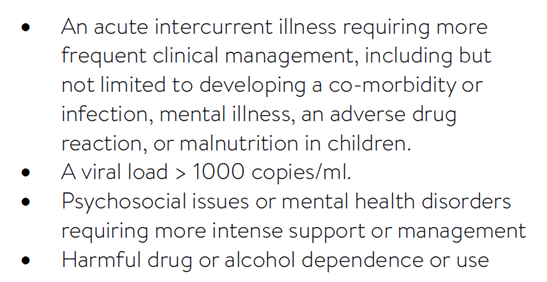 • An acute intercurrent illness requiring more
frequent clinical management, including but
not limited to developing a co-morbidity or
infection, mental illness, an adverse drug
reaction, or malnutrition in children.
• A viral load > 1000 copies/ml.
• Psychosocial issues or mental health disorders
requiring more intense support or management
• Harmful drug or alcohol dependence or use